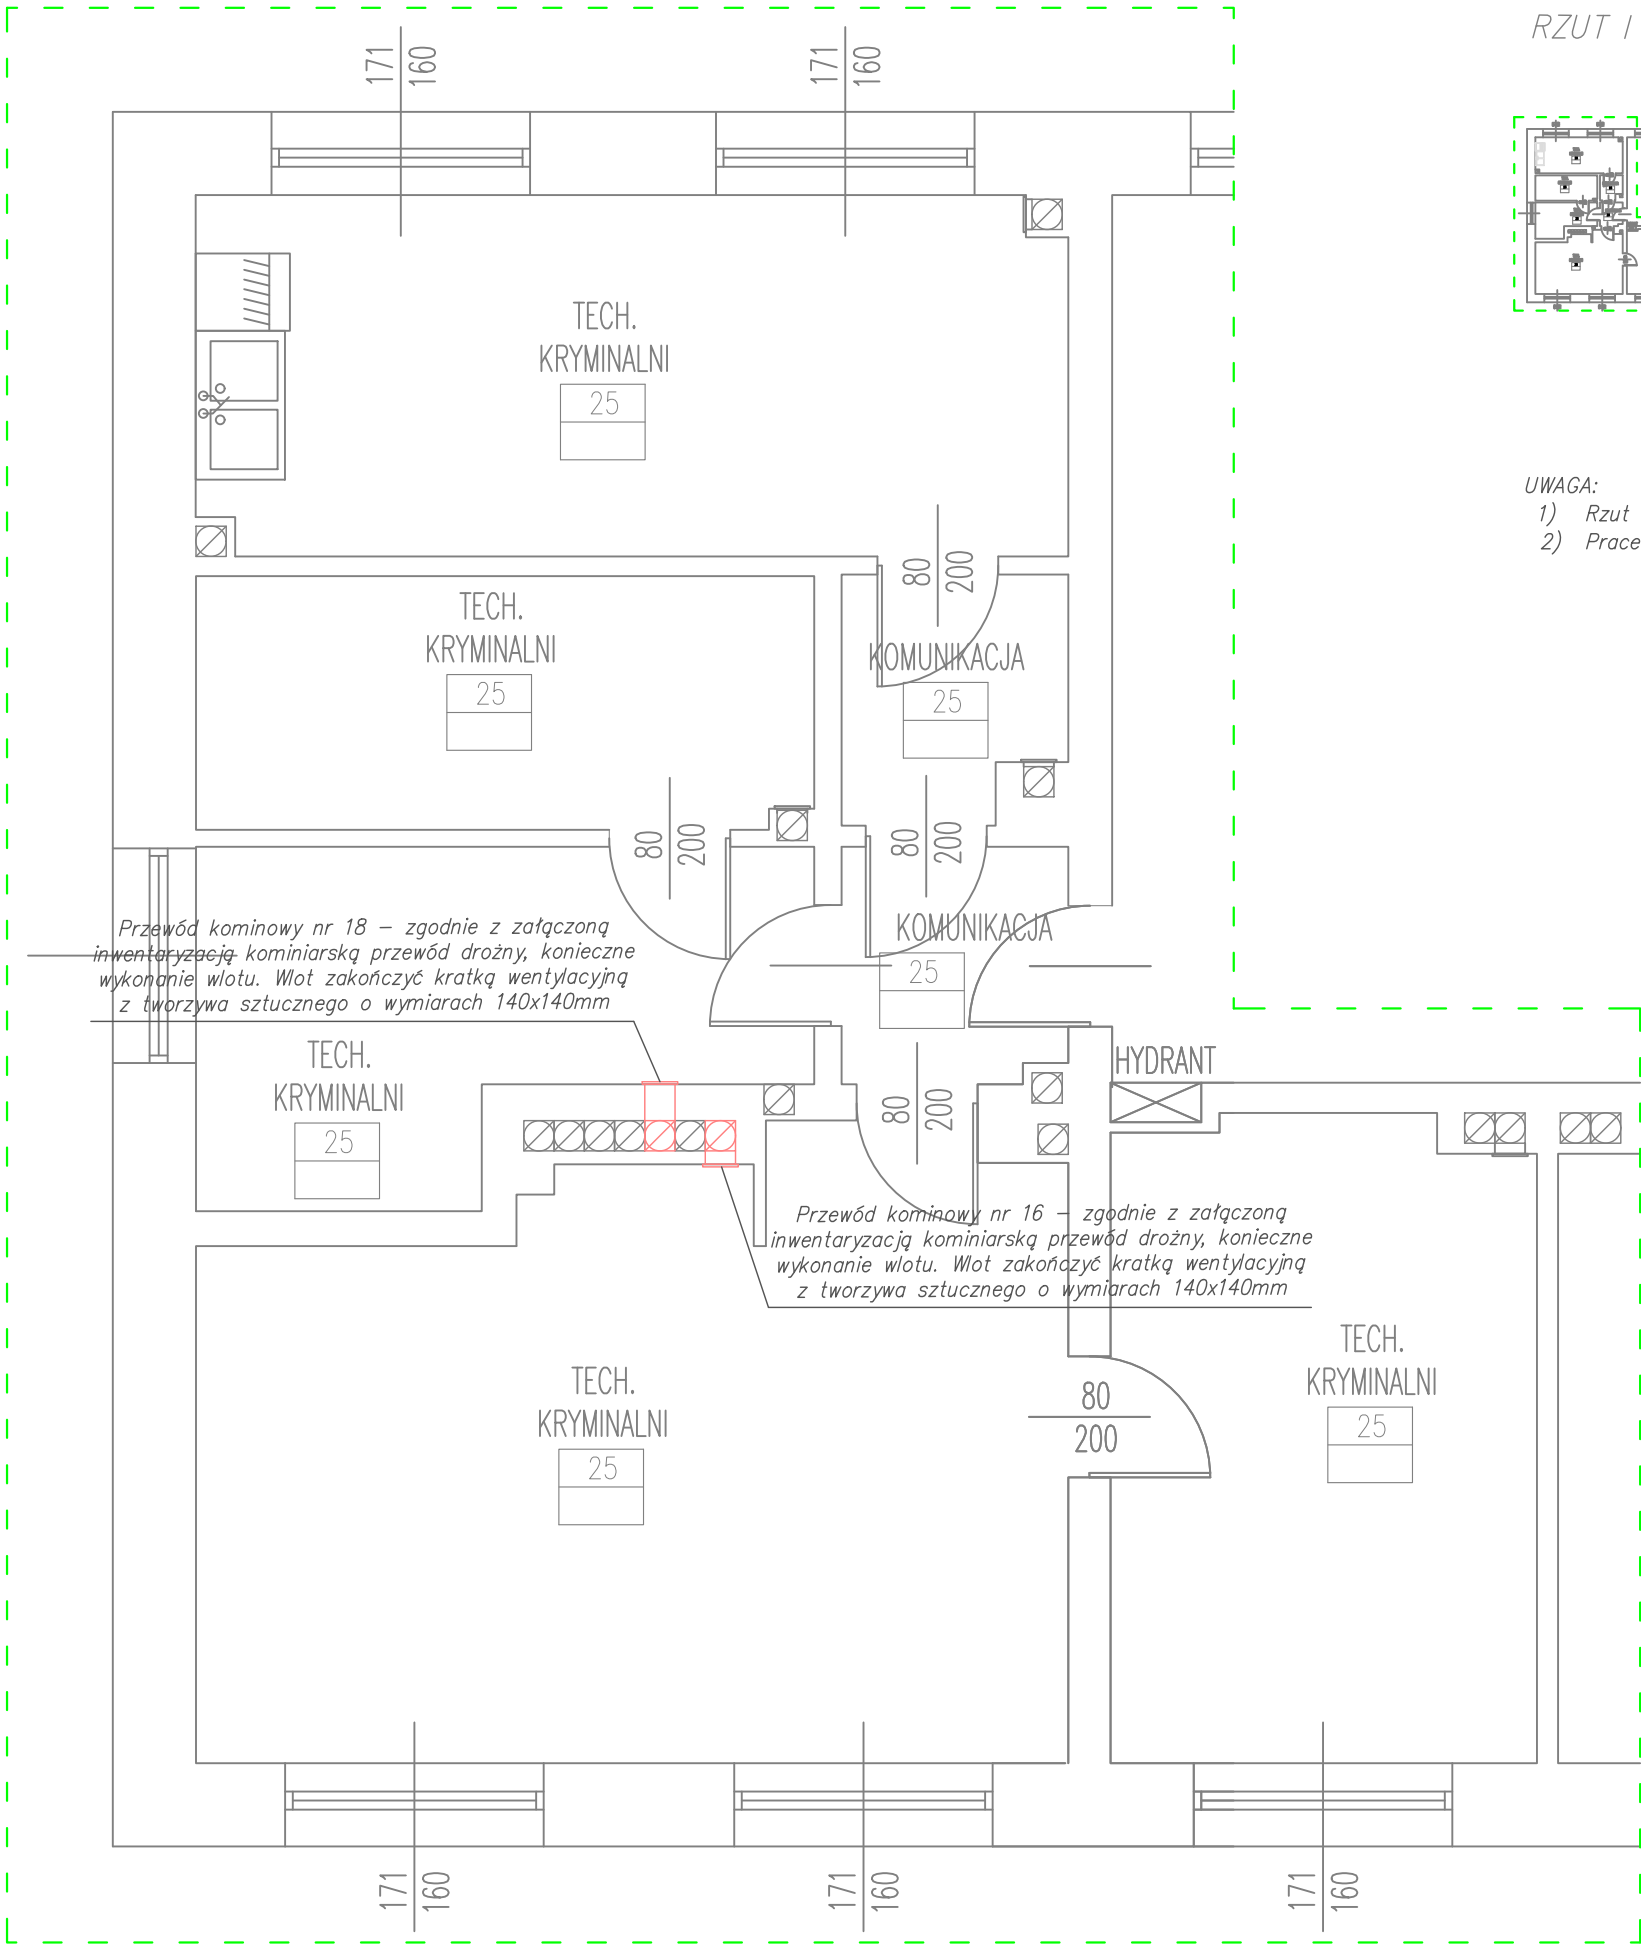 RZUT I
171
160
171
160
TECH.
KRYMINALNI
25
UWAGA:
1) Rzut
2) Prace
80
200
TECH.
KRYMINALNI
25
KOMUNIKACJA
25
80
200
80
200
Przewód kominowy nr 18 – zgodnie z załączoną
inwentaryzacją kominiarską przewód drożny, konieczne
wykonanie wlotu. Wlot zakończyć kratką wentylacyjną
z tworzywa sztucznego o wymiarach 140x140mm
KOMUNIKACJA
25
TECH.
KRYMINALNI
25
HYDRANT
80
200
Przewód kominowy nr 16 – zgodnie z załączoną
inwentaryzacją kominiarską przewód drożny, konieczne
wykonanie wlotu. Wlot zakończyć kratką wentylacyjną
z tworzywa sztucznego o wymiarach 140x140mm
TECH.
KRYMINALNI
25
80
200
TECH.
KRYMINALNI
25
171
160
171
160
171
160